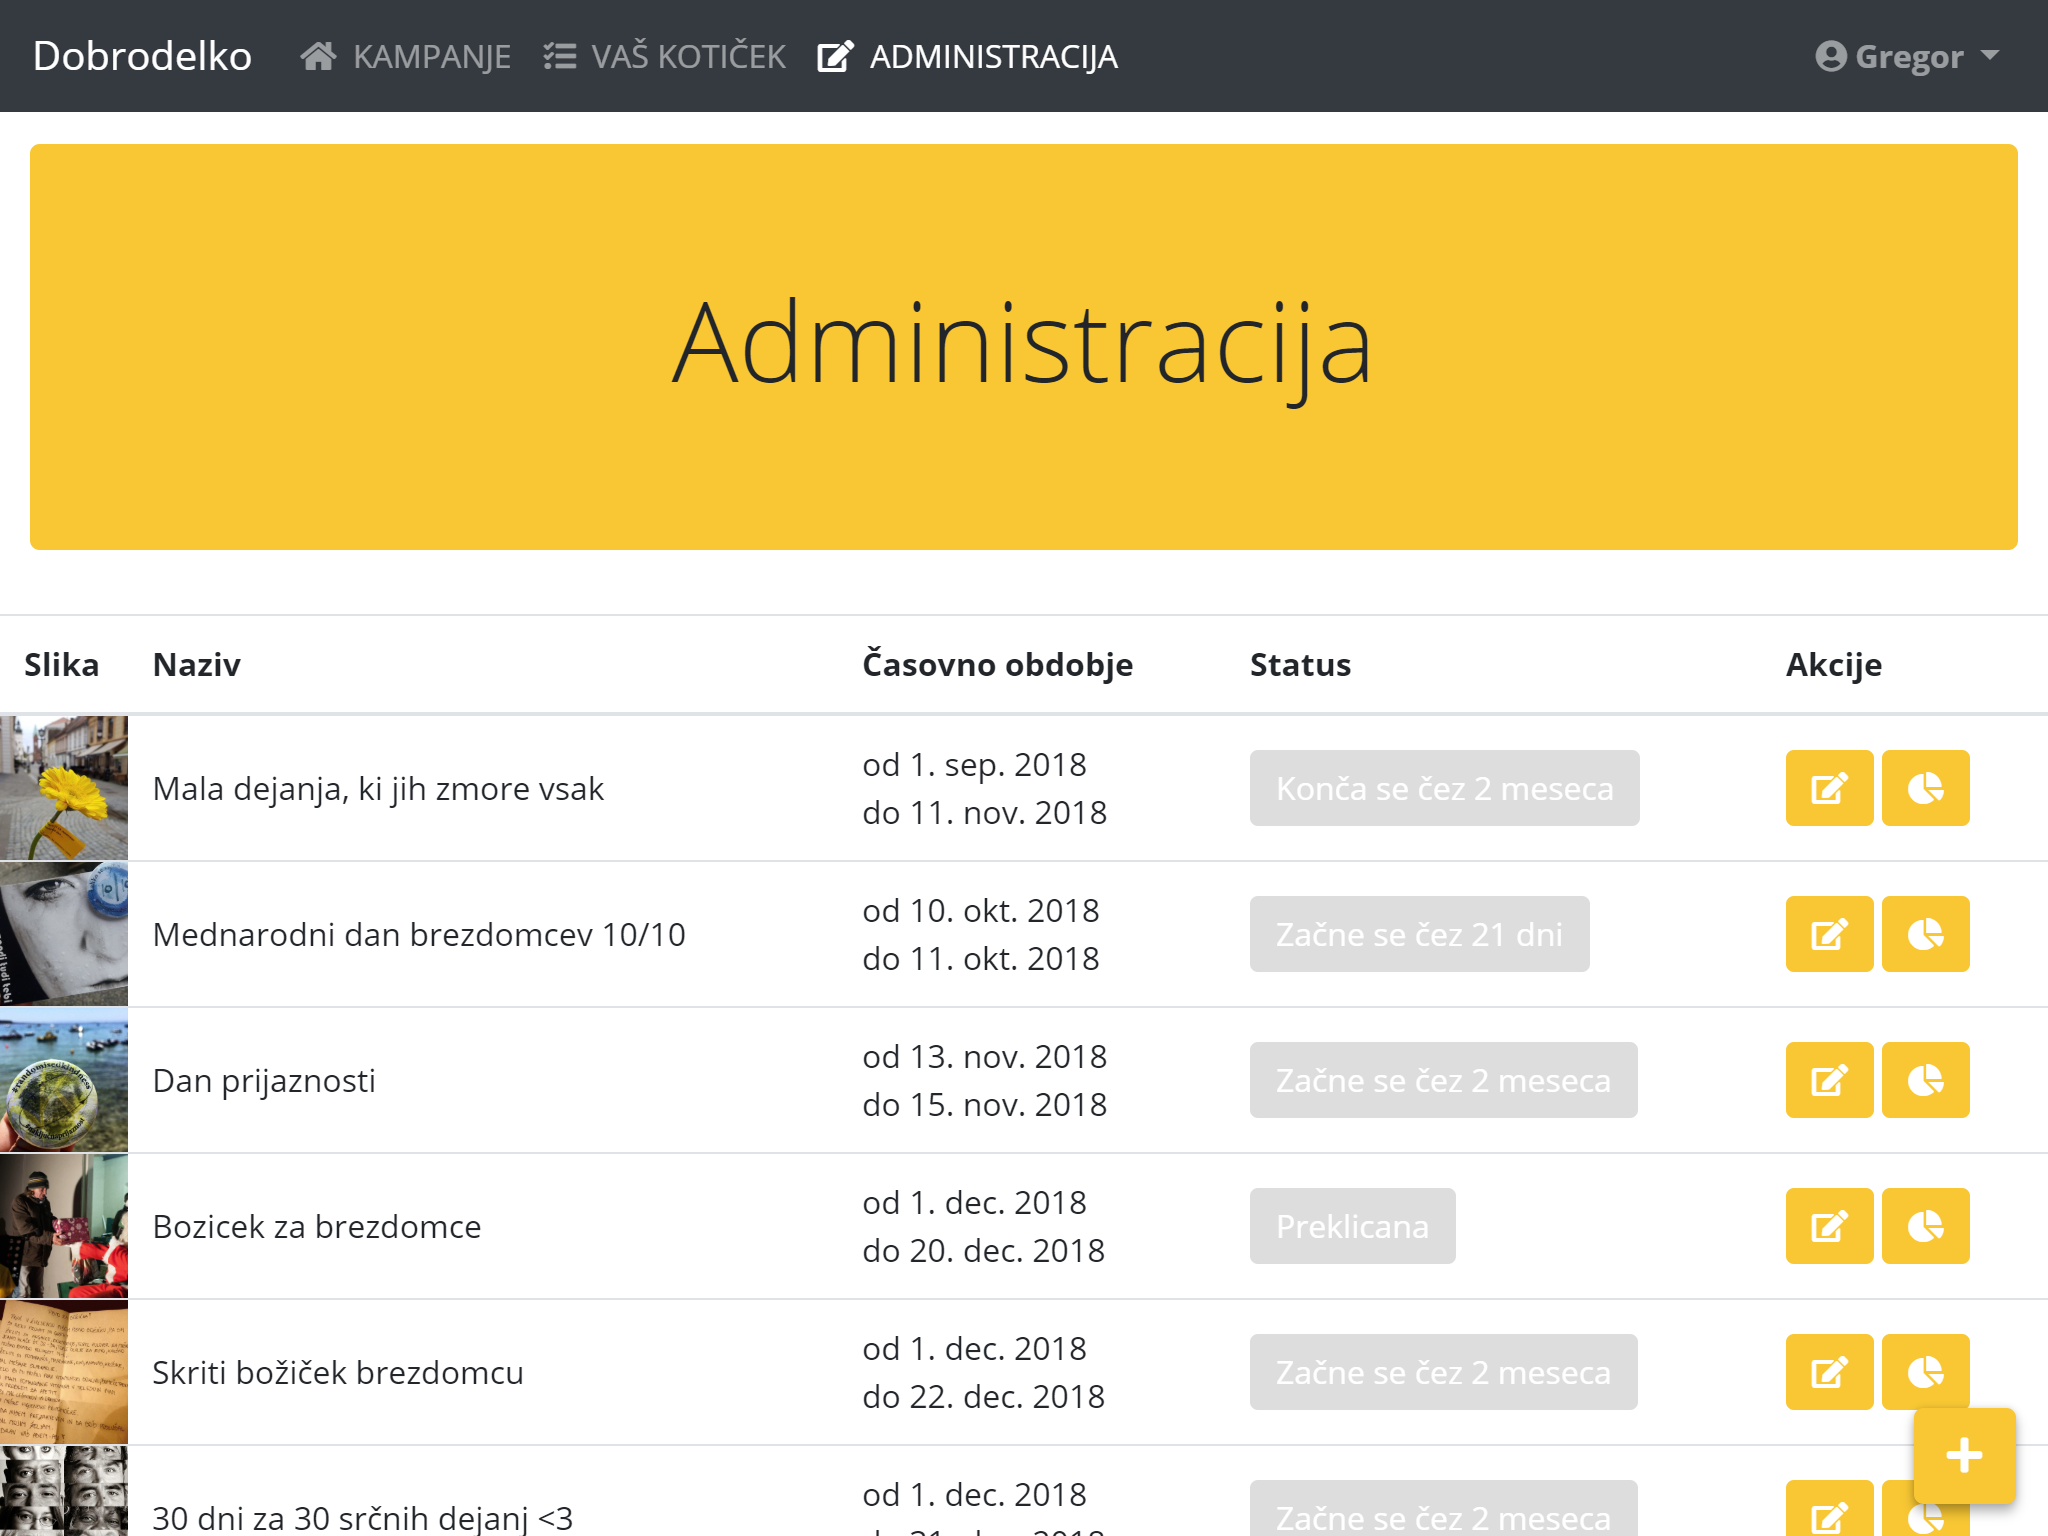 Dobrodelko KAMPANJE VAŠ KOTIČEK ADMINISTRACIJA Gregor
Administracija
Slika Naziv Časovno obdobje Status Akcije
Mala dejanja, ki jih zmore vsak
od 1. sep. 2018
do 11. nov. 2018
Konča se čez 2 meseca
Mednarodni dan brezdomcev 10/10
od 10. okt. 2018
do 11. okt. 2018
Začne se čez 21 dni
Dan prijaznosti
od 13. nov. 2018
do 15. nov. 2018
Začne se čez 2 meseca
Bozicek za brezdomce
od 1. dec. 2018
do 20. dec. 2018
Preklicana
Skriti božiček brezdomcu
od 1. dec. 2018
do 22. dec. 2018
Začne se čez 2 meseca
30 dni za 30 srčnih dejanj <3
od 1. dec. 2018
Začne se čez 2 meseca